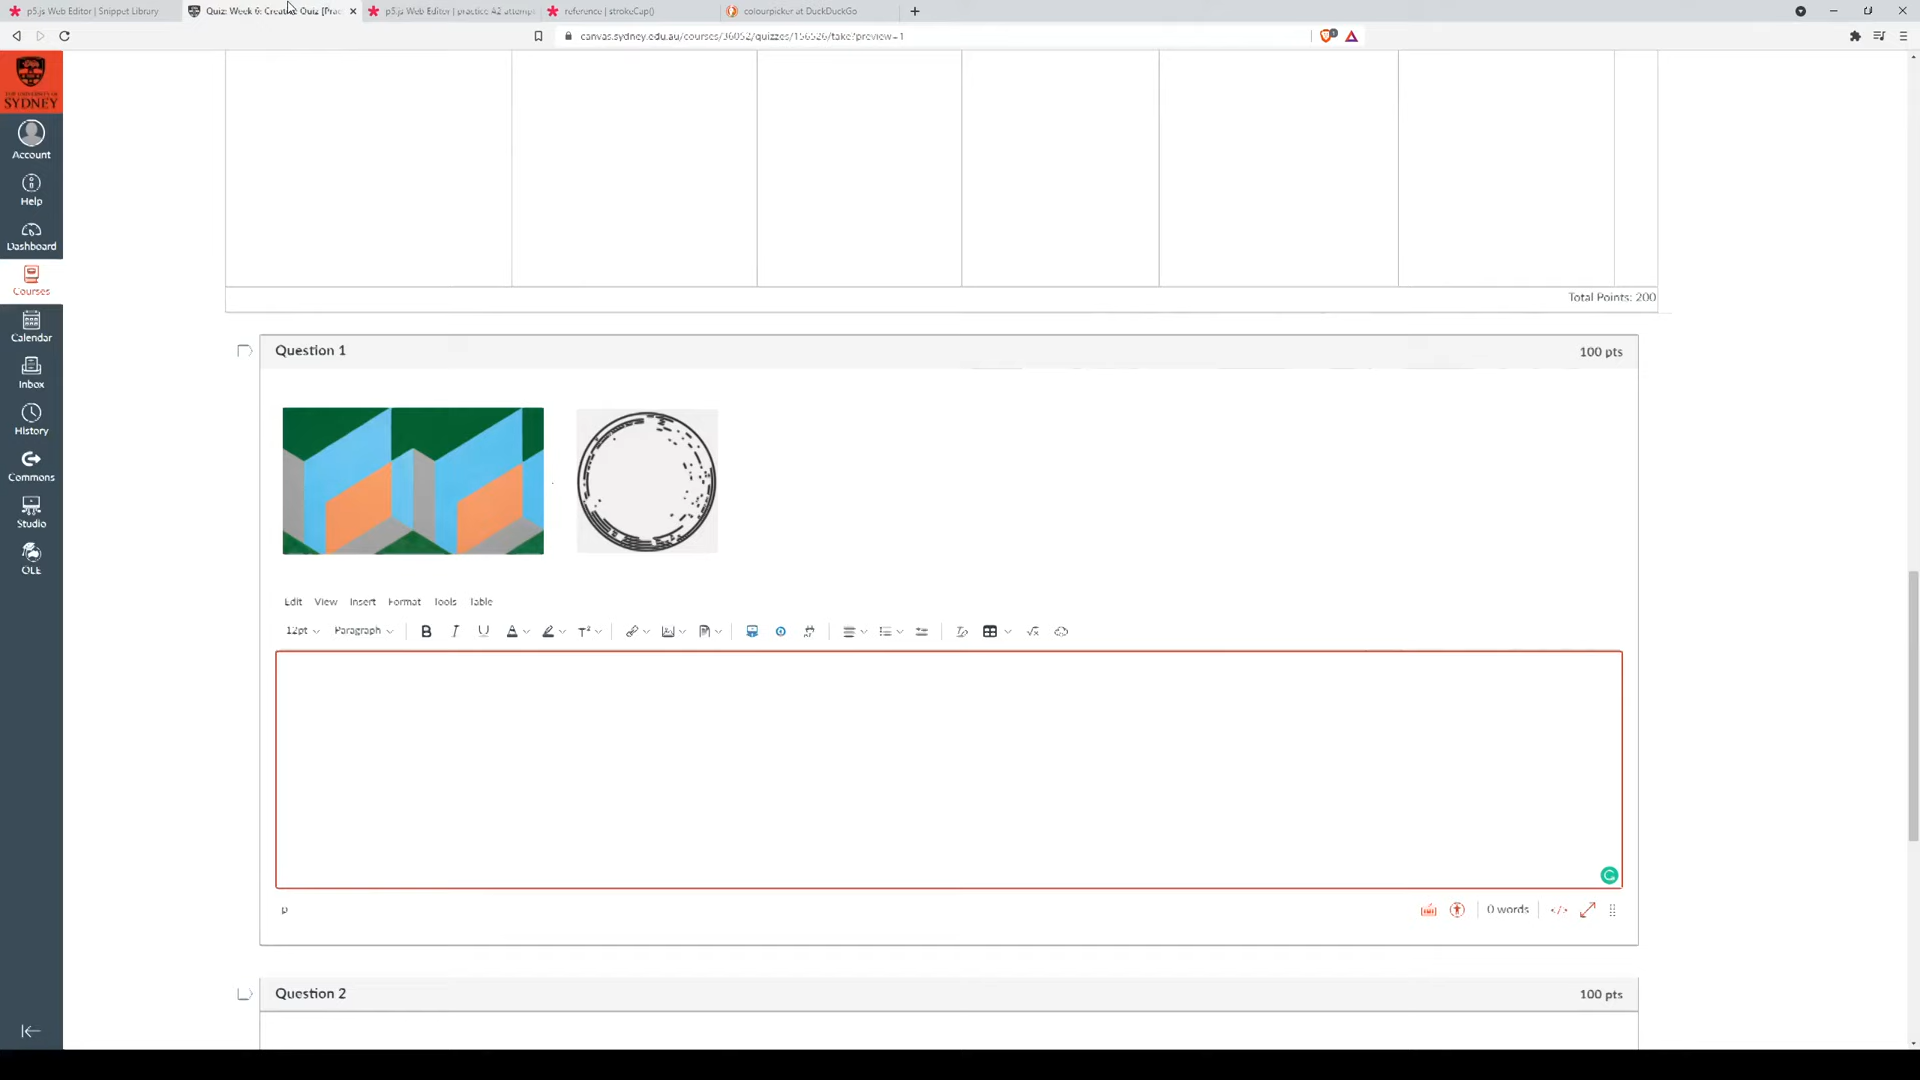 p5.js Web Editor | Snippet Library
Quiz: Week 6: Creative Quiz [Prac
p5.js Web Editor | practice A2 attemp
reference | strokeCap()
colourpicker at DuckDuckGo
canvas.sydney.edu.au/courses/36052/quizzes/156526/take?preview=1
SYDNEY
Account
Help
Dashboard
Courses
Calendar
Inbox
History
Commons
Studio
OLE
Total Points: 200
Question 1
100 pts
Edit View Insert Format Tools Table
12pt Paragraph
p
0 words
Question 2
100 pts